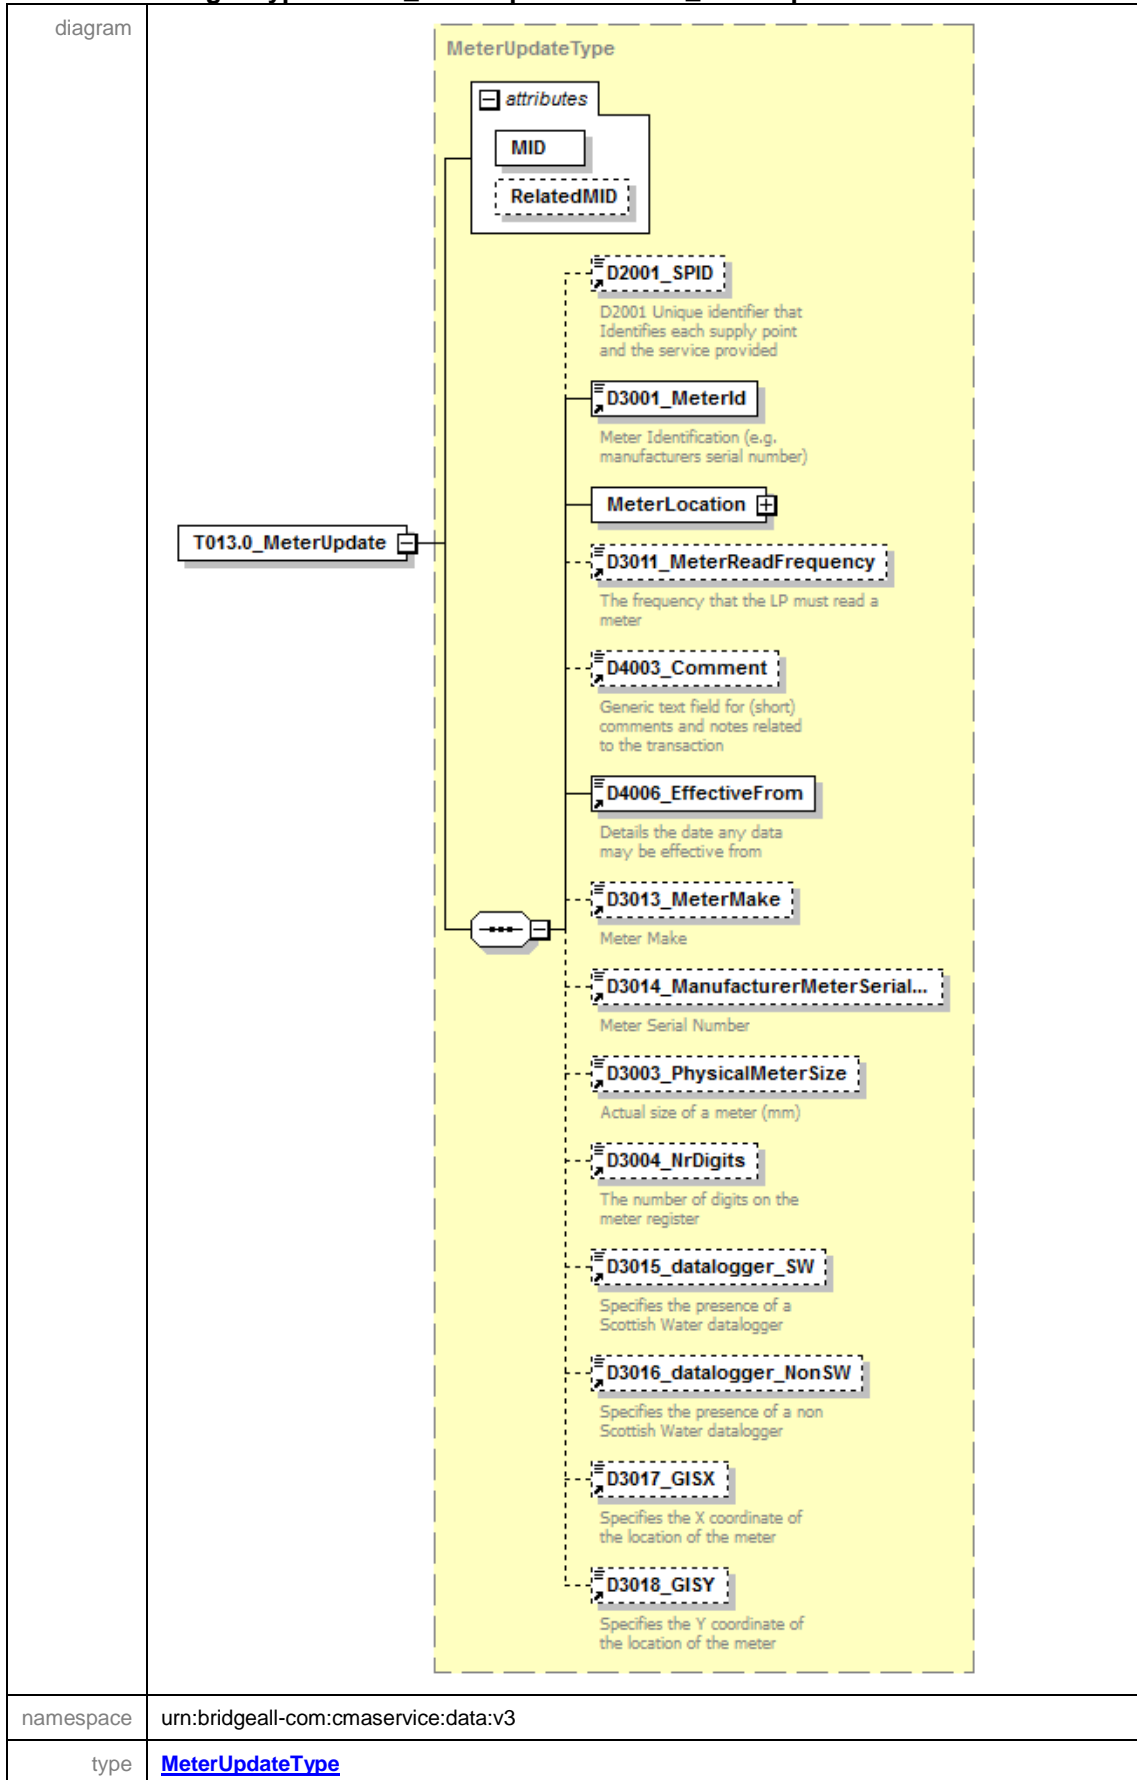 diagram
MeterUpdateType
attributes
MID
RelatedMID
D2001_SPID
D2001 Unique identifier that
Identifies each supply point
and the service provided
D3001_MeterId
Meter Identification (e.g.
manufacturers serial number)
MeterLocation
T013.0_MeterUpdate
D3011_MeterReadFrequency
The frequency that the LP must read a
meter
D4003_Comment
Generic text field for (short)
comments and notes related
to the transaction
D4006_EffectiveFrom
Details the date any data
may be effective from
D3013_MeterMake
Meter Make
D3014_ManufacturerMeterSerial...
Meter Serial Number
D3003_PhysicalMeterSize
Actual size of a meter (mm)
D3004_NrDigits
The number of digits on the
meter register
D3015_datalogger_SW
Specifies the presence of a
Scottish Water datalogger
D3016_datalogger_NonSW
Specifies the presence of a non
Scottish Water datalogger
D3017_GISX
Specifies the X coordinate of
the location of the meter
D3018_GISY
Specifies the Y coordinate of
the location of the meter
namespace
urn:bridgeall-com:cmaservice:data:v3
type
MeterUpdateType